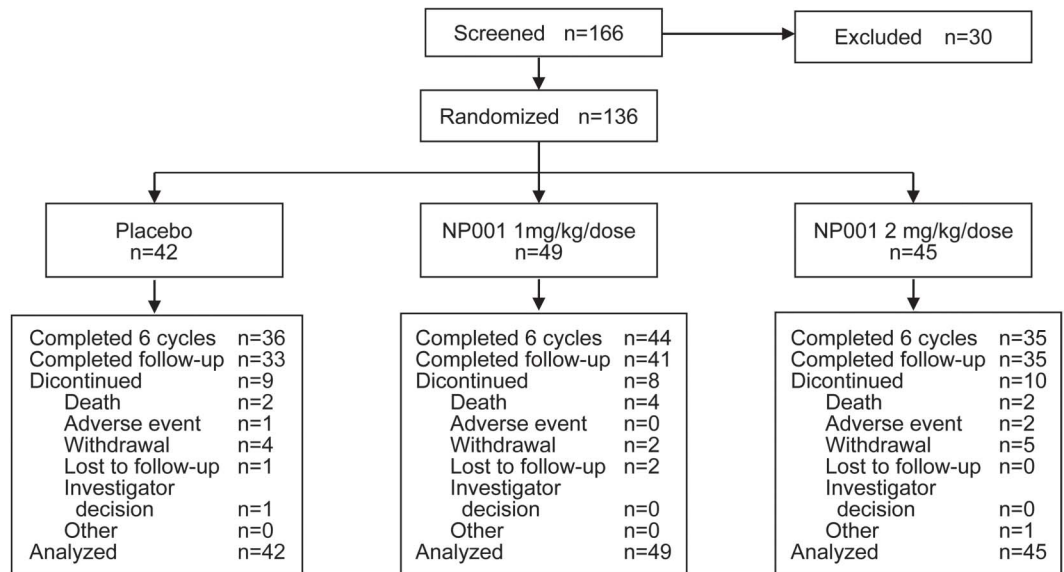 Screened n=166
Excluded n=30
Randomized n=136
Placebo
n=42
NP001 1mg/kg/dose
n=49
NP001 2 mg/kg/dose
n=45
Completed 6 cycles n=36
Completed follow-up n=33
Dicontinued n=9
Death n=2
Adverse event n=1
Withdrawal n=4
Lost to follow-up n=1
Investigator
decision n=1
Other n=0
Analyzed n=42
Completed 6 cycles n=44
Completed follow-up n=41
Dicontinued n=8
Death n=4
Adverse event n=0
Withdrawal n=2
Lost to follow-up n=2
Investigator
decision n=0
Other n=0
Analyzed n=49
Completed 6 cycles n=35
Completed follow-up n=35
Dicontinued n=10
Death n=2
Adverse event n=2
Withdrawal n=5
Lost to follow-up n=0
Investigator
decision n=0
Other n=1
Analyzed n=45